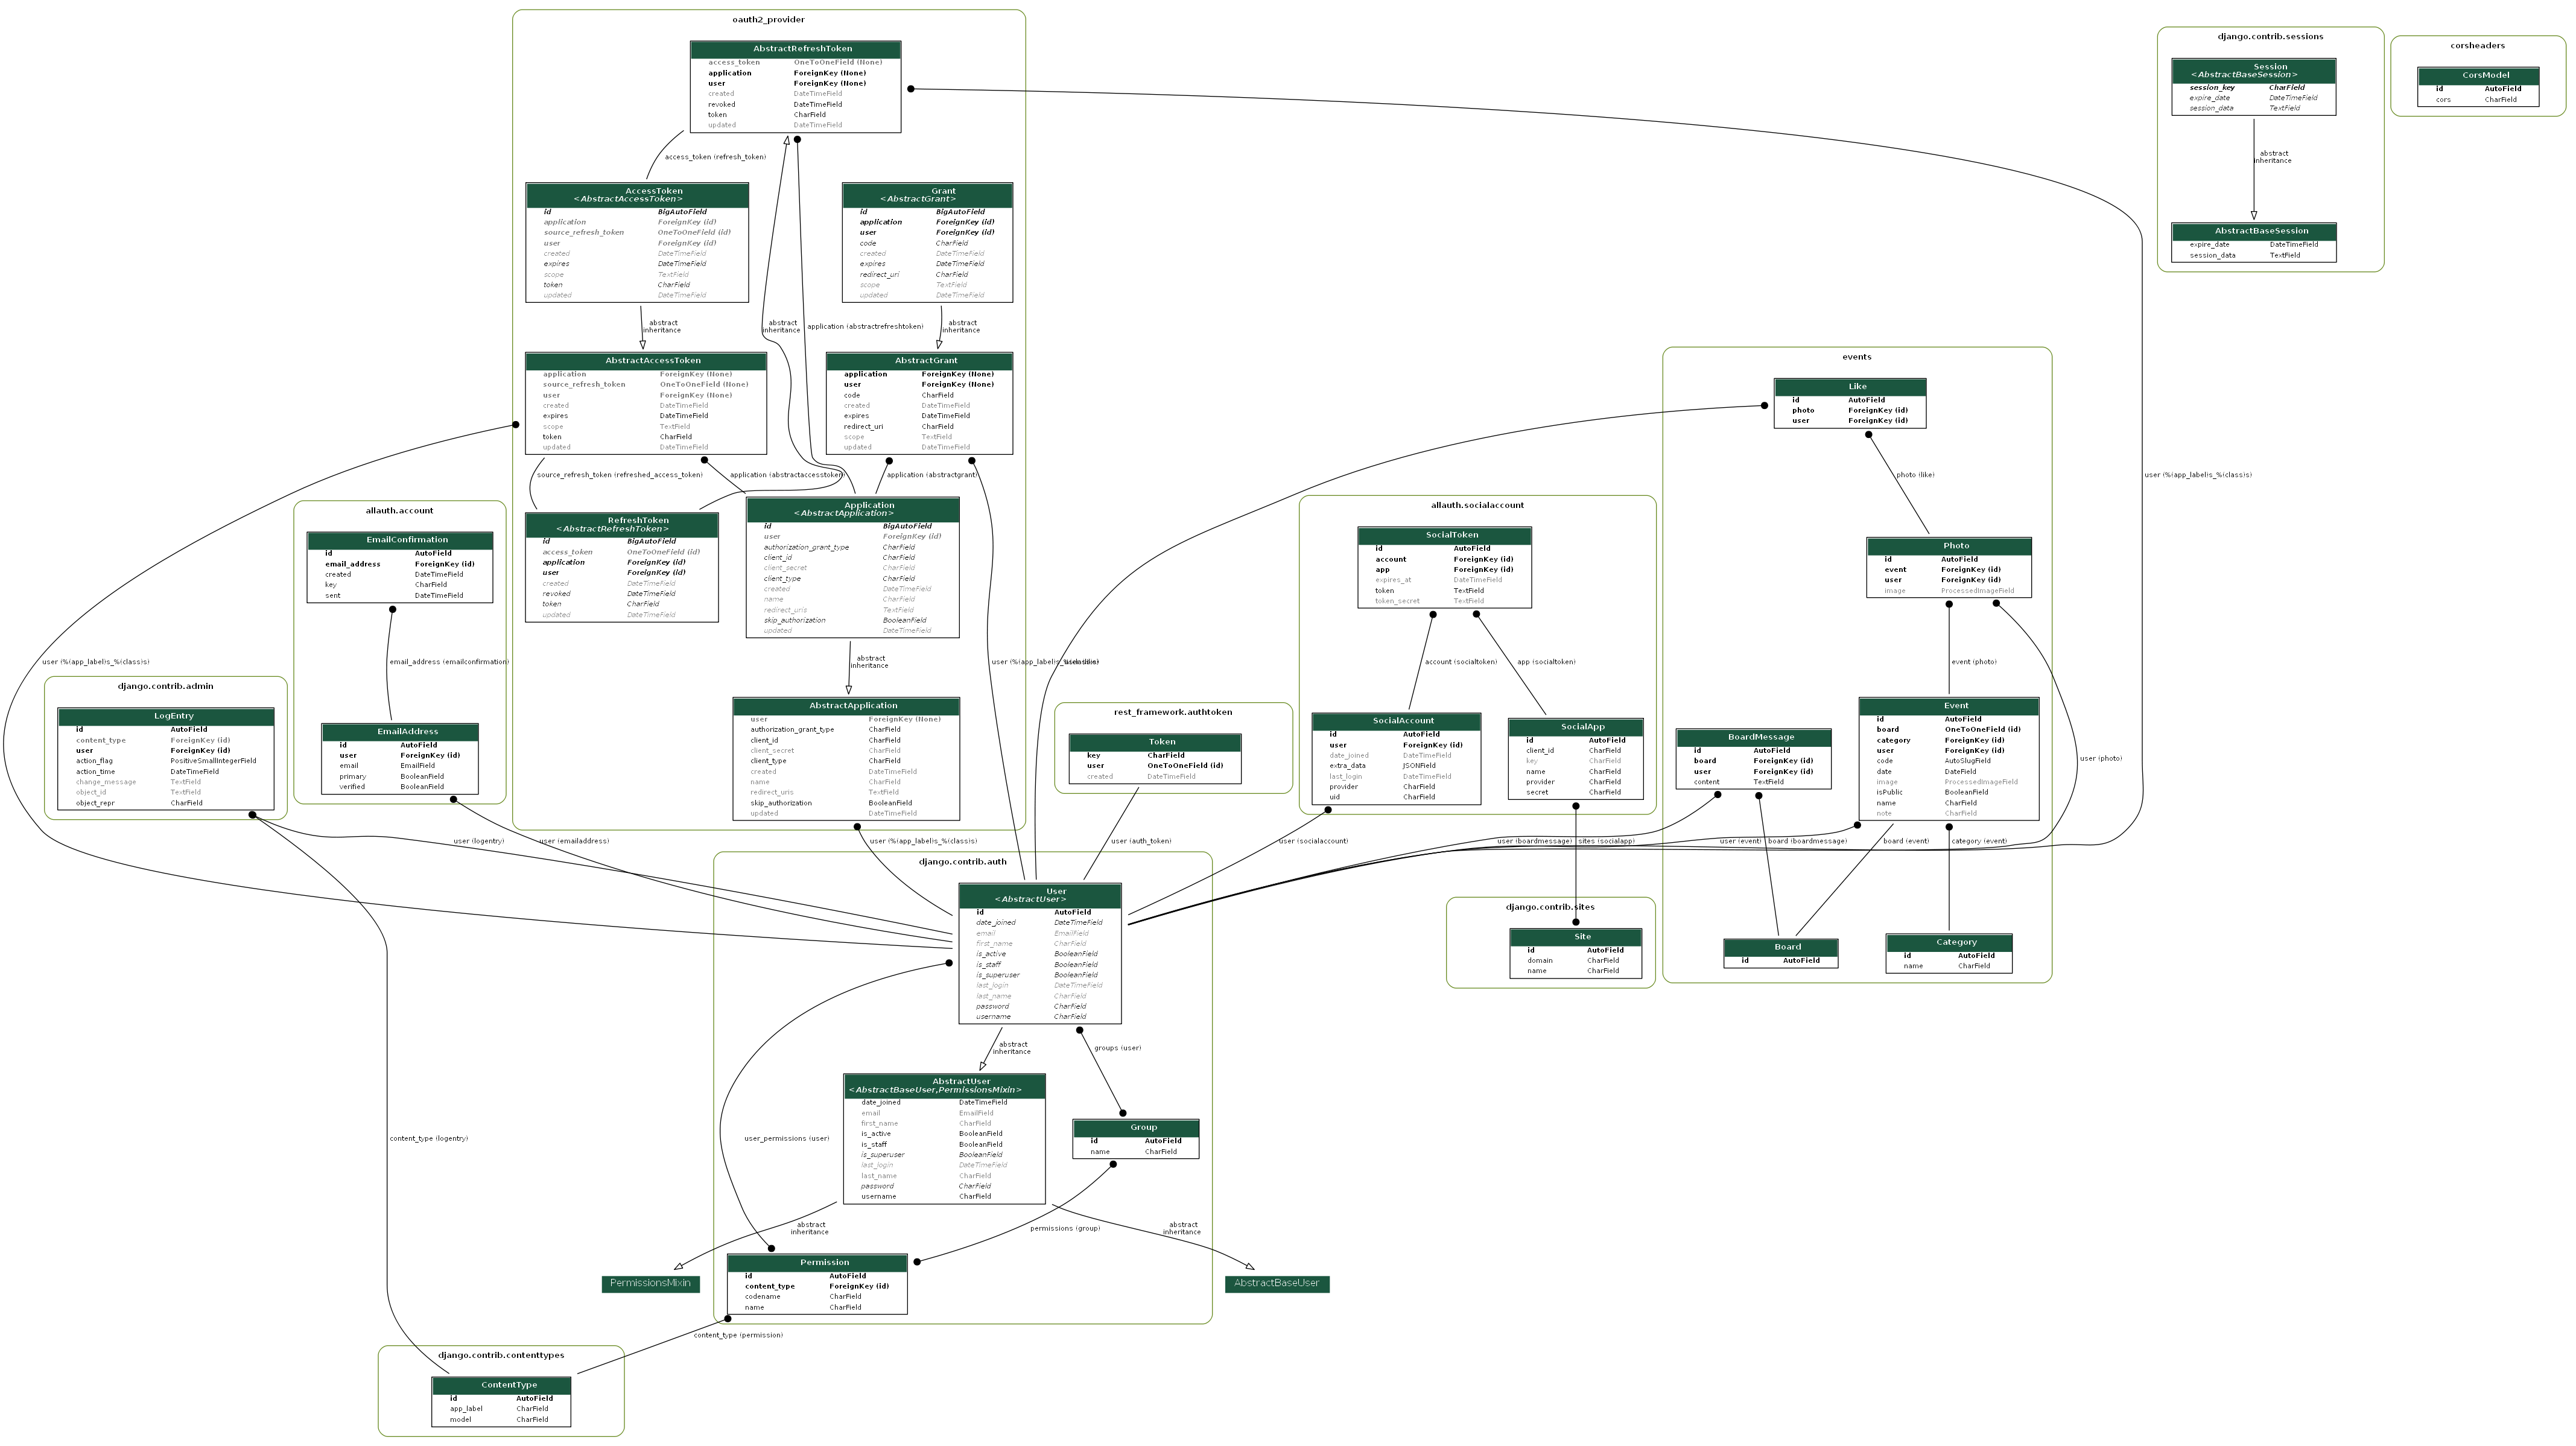 oauth2_provider
AbstractRefreshToken
access_token OneToOneField (None)
application ForeignKey (None)
user ForeignKey (None)
created DateTimeField
revoked DateTimeField
token CharField
updated DateTimeField
access_token (refresh_token)
AccessToken
<AbstractAccessToken>
id BigAutoField
application ForeignKey (id)
source_refresh_token OneToOneField (id)
user ForeignKey (id)
created DateTimeField
expires DateTimeField
scope TextField
token CharField
updated DateTimeField
Grant
<AbstractGrant>
id BigAutoField
application ForeignKey (id)
user ForeignKey (id)
code CharField
created DateTimeField
expires DateTimeField
redirect_uri CharField
scope TextField
updated DateTimeField
abstract
inheritance
abstract
inheritance
application (abstractrefreshtoken)
abstract
inheritance
AbstractAccessToken
application ForeignKey (None)
source_refresh_token OneToOneField (None)
user ForeignKey (None)
created DateTimeField
expires DateTimeField
scope TextField
token CharField
updated DateTimeField
AbstractGrant
application ForeignKey (None)
user ForeignKey (None)
code CharField
created DateTimeField
expires DateTimeField
redirect_uri CharField
scope TextField
updated DateTimeField
source_refresh_token (refreshed_access_token)
application (abstractaccesstoken)
application (abstractgrant)
RefreshToken
<AbstractRefreshToken>
id BigAutoField
access_token OneToOneField (id)
application ForeignKey (id)
user ForeignKey (id)
created DateTimeField
revoked DateTimeField
token CharField
updated DateTimeField
Application
<AbstractApplication>
id BigAutoField
user ForeignKey (id)
authorization_grant_type CharField
client_id CharField
client_secret CharField
client_type CharField
created DateTimeField
name CharField
redirect_uris TextField
skip_authorization BooleanField
updated DateTimeField
abstract
inheritance
AbstractApplication
user ForeignKey (None)
authorization_grant_type CharField
client_id CharField
client_secret CharField
client_type CharField
created DateTimeField
name CharField
redirect_uris TextField
skip_authorization BooleanField
updated DateTimeField
django.contrib.sessions
Session
<AbstractBaseSession>
session_key CharField
expire_date DateTimeField
session_data TextField
abstract
inheritance
AbstractBaseSession
expire_date DateTimeField
session_data TextField
corsheaders
CorsModel
id AutoField
cors CharField
allauth.account
EmailConfirmation
id AutoField
email_address ForeignKey (id)
created DateTimeField
key CharField
sent DateTimeField
email_address (emailconfirmation)
EmailAddress
id AutoField
user ForeignKey (id)
email EmailField
primary BooleanField
verified BooleanField
user (%(app_label)s_%(class)s)
django.contrib.admin
LogEntry
id AutoField
content_type ForeignKey (id)
user ForeignKey (id)
action_flag PositiveSmallIntegerField
action_time DateTimeField
change_message TextField
object_id TextField
object_repr CharField
user (logentry)
user (emailaddress)
user (%(app_label)s_%(class)s)
user (%(app_label)s_
rest_framework.authtoken
Token
key CharField
user OneToOneField (id)
created DateTimeField
user (auth_token)
allauth.socialaccount
SocialToken
id AutoField
account ForeignKey (id)
app ForeignKey (id)
expires_at DateTimeField
token TextField
token_secret TextField
account (socialtoken)
app (socialtoken)
SocialAccount
id AutoField
user ForeignKey (id)
date_joined DateTimeField
extra_data JSONField
last_login DateTimeField
provider CharField
uid CharField
SocialApp
id AutoField
client_id CharField
key CharField
name CharField
provider CharField
secret CharField
user (socialaccount)
user (boardmessage)
sites (socialapp)
django.contrib.sites
Site
id AutoField
domain CharField
name CharField
events
Like
id AutoField
photo ForeignKey (id)
user ForeignKey (id)
photo (like)
user (%(app_label)s_%(class)s)
Photo
id AutoField
event ForeignKey (id)
user ForeignKey (id)
image ProcessedImageField
event (photo)
user (photo)
BoardMessage
id AutoField
board ForeignKey (id)
user ForeignKey (id)
content TextField
Event
id AutoField
board OneToOneField (id)
category ForeignKey (id)
user ForeignKey (id)
code AutoSlugField
date DateField
image ProcessedImageField
isPublic BooleanField
name CharField
note CharField
user (event)
board (boardmessage)
board (event)
category (event)
Board
id AutoField
Category
id AutoField
name CharField
django.contrib.auth
User
<AbstractUser>
id AutoField
date_joined DateTimeField
email EmailField
first_name CharField
is_active BooleanField
is_staff BooleanField
is_superuser BooleanField
last_login DateTimeField
last_name CharField
password CharField
username CharField
abstract
inheritance
groups (user)
AbstractUser
<AbstractBaseUser,PermissionsMixin>
date_joined DateTimeField
email EmailField
first_name CharField
is_active BooleanField
is_staff BooleanField
is_superuser BooleanField
last_login DateTimeField
last_name CharField
password CharField
username CharField
Group
id AutoField
name CharField
content_type (logentry)
user_permissions (user)
abstract
inheritance
permissions (group)
abstract
inheritance
PermissionsMixin
Permission
id AutoField
content_type ForeignKey (id)
codename CharField
name CharField
AbstractBaseUser
content_type (permission)
django.contrib.contenttypes
ContentType
id AutoField
app_label CharField
model CharField